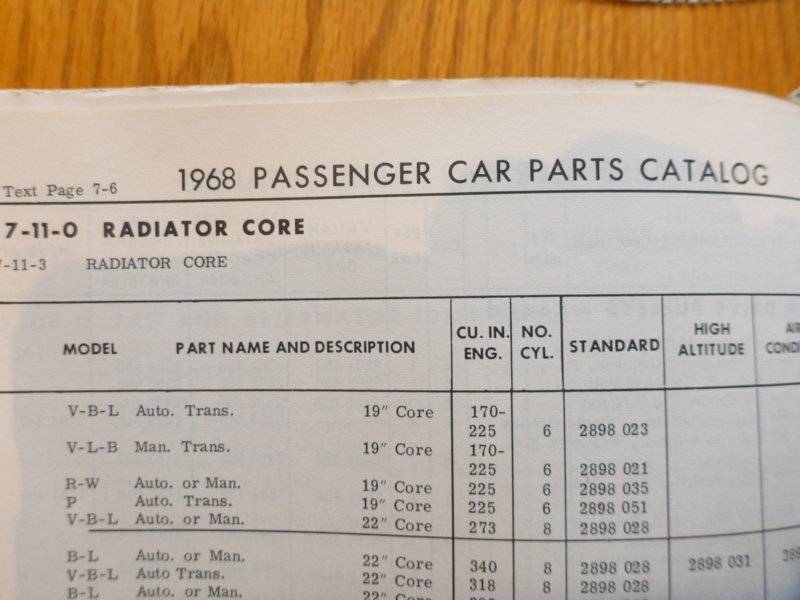 Text Page 7-6 1968 PASSENGER CAR PARTS CATALOG
7-11-0 RADIATOR CORE
7-11-3 RADIATOR CORE
MODEL PART NAME AND DESCRIPTION CU. IN. ENG. NO. CYL. STANDARD HIGH ALTITUDE
V-B-L Auto. Trans. 19" Core 170-
225 6 2898 023
V-L-B Man. Trans. 19" Core 170-
225 6 2898 021
R-W Auto. or Man. 19" Core 225 6 2898 035
P Auto. Trans. 19" Core 225 6 2898 051
V-B-L Auto. or Man. 22" Core 273 8 2898 028
B-L Auto. or Man. 22" Core 340 8 2898 028 2898 031
V-B-L Auto Trans. 22" Core 318 8 2898 028
B-L Auto. or Man. 22" Core